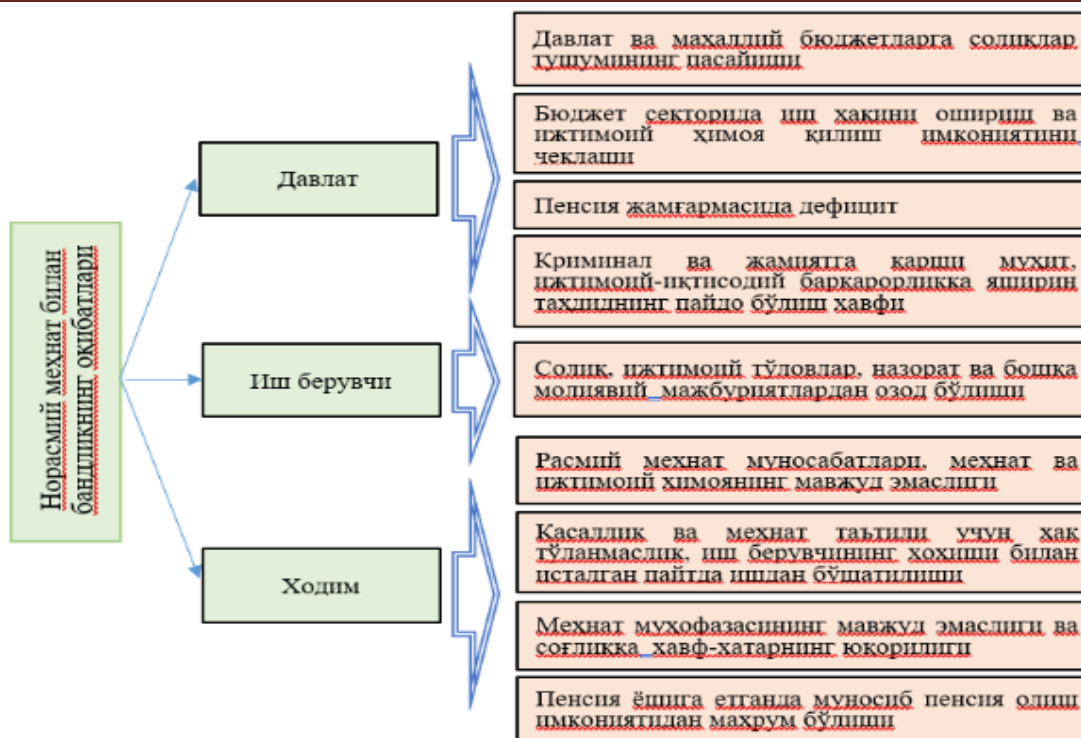 Норасмий меҳнат билан
бандликнинг оқибатлари
Давлат
Давлат ва маҳаллий бюджетларга солиқлар
тушумининг пасайиши
Бюджет секторида иш ҳақини ошириш ва
ижтимоий ҳимоя қилиш имкониятини
чеклаши
Пенсия жамғармасида дефицит
Криминал ва жамиятга қарши муҳит,
ижтимоий-иқтисодий барқарорликка яширин
таҳдиднинг пайдо бўлиш хавфи
Иш берувчи
Солиқ, ижтимоий тўловлар, назорат ва бошқа
молиявий мажбуриятлардан озод бўлиши
Ходим
Расмий меҳнат муносабатлари, меҳнат ва
ижтимоий ҳимоянинг мавжуд эмаслиги
Касаллик ва меҳнат таътили учун ҳақ
тўланмаслик, иш берувчининг хоҳиши билан
исталган пайтда ишдан бўшатилиши
Меҳнат муҳофазасининг мавжуд эмаслиги ва
соғлиққа хавф-хатарнинг юқорилиги
Пенсия ёшига етганда муносиб пенсия олиш
имкониятидан маҳрум бўлиши